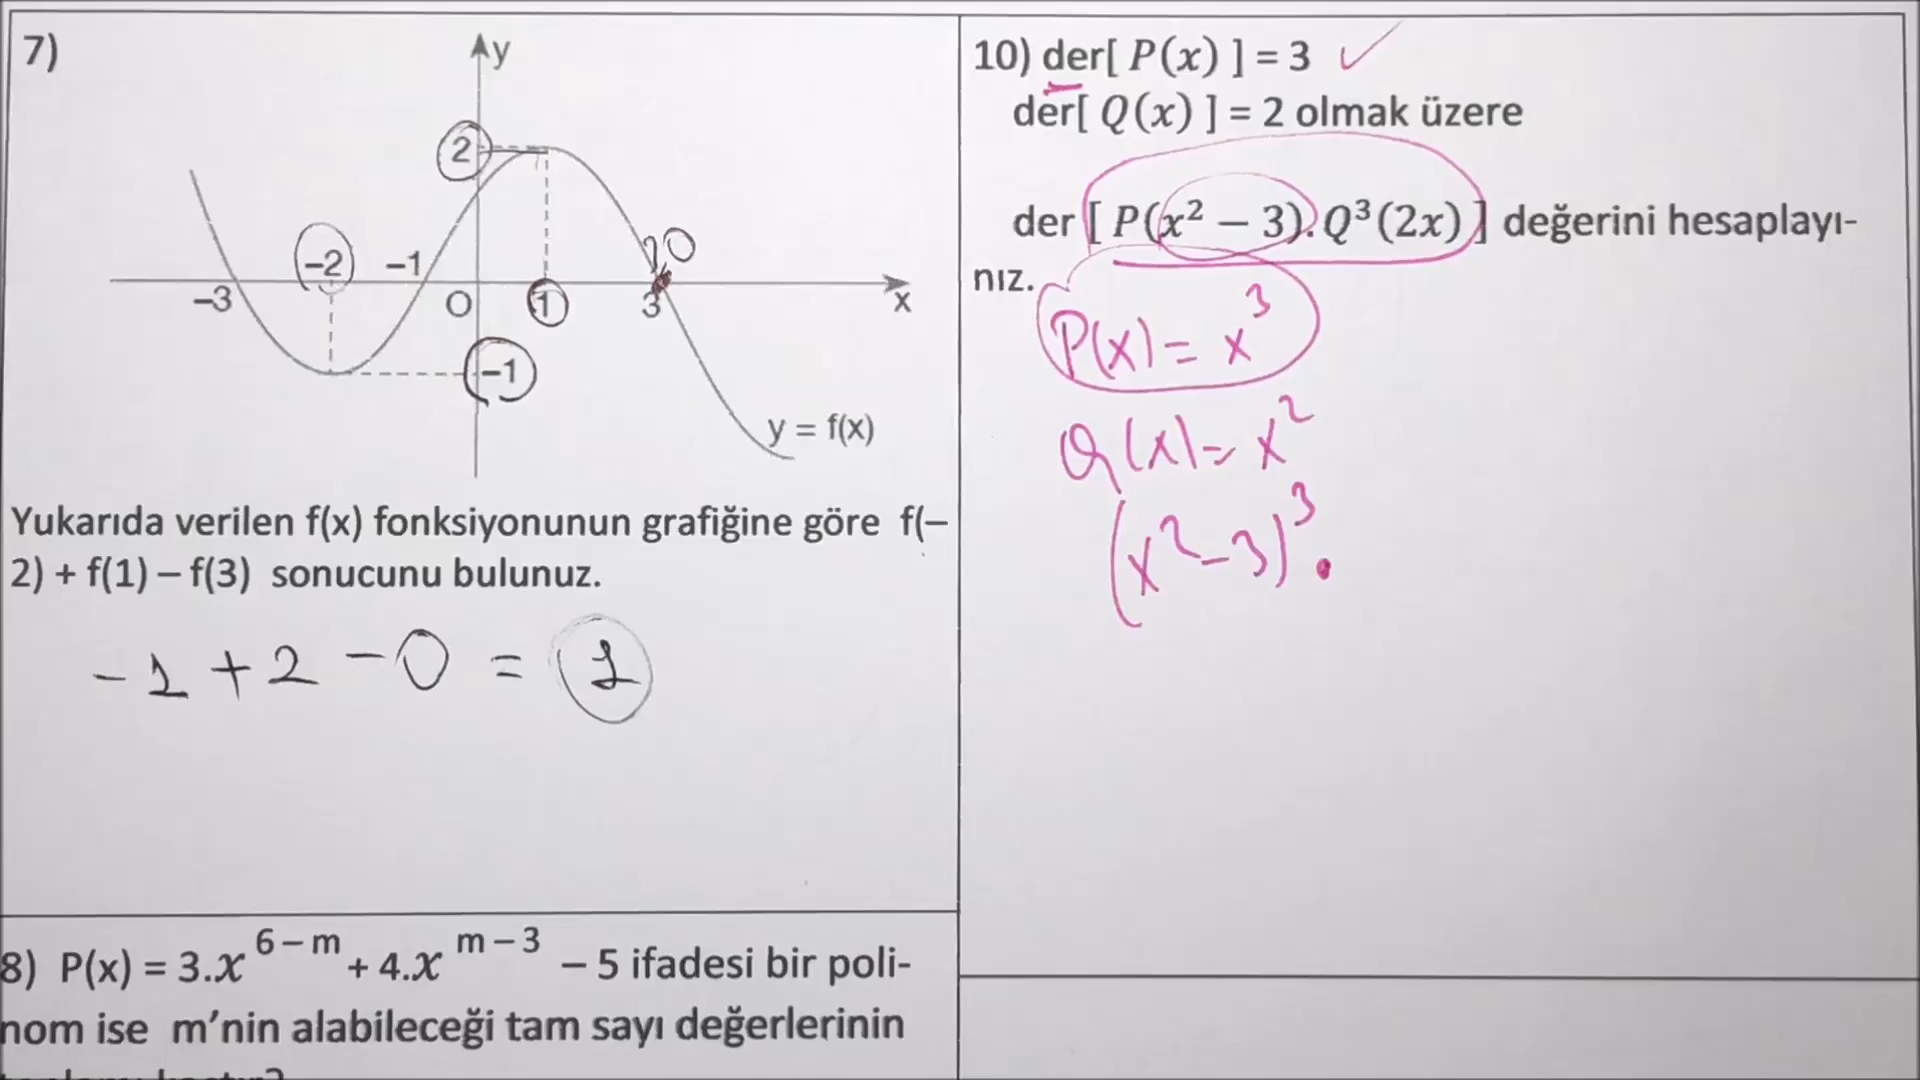 7)
y
2
-2
-1
10
-3
O
1
3
x
-1
y = f(x)
Yukarıda verilen f(x) fonksiyonunun grafiğine göre f(–
2) + f(1) – f(3) sonucunu bulunuz.
- 1 + 2 - 0 = 1
8) P(x) = 3.x^{6-m} + 4.x^{m-3} – 5 ifadesi bir poli-
nom ise m'nin alabileceği tam sayı değerlerinin
10) der[ P(x) ] = 3 ✓
der[ Q(x) ] = 2 olmak üzere
der [ P(x² − 3).Q³(2x) ] değerini hesaplayı-
nız.
P(x) = x³
Q(x) = x²
(x² - 3)³ .